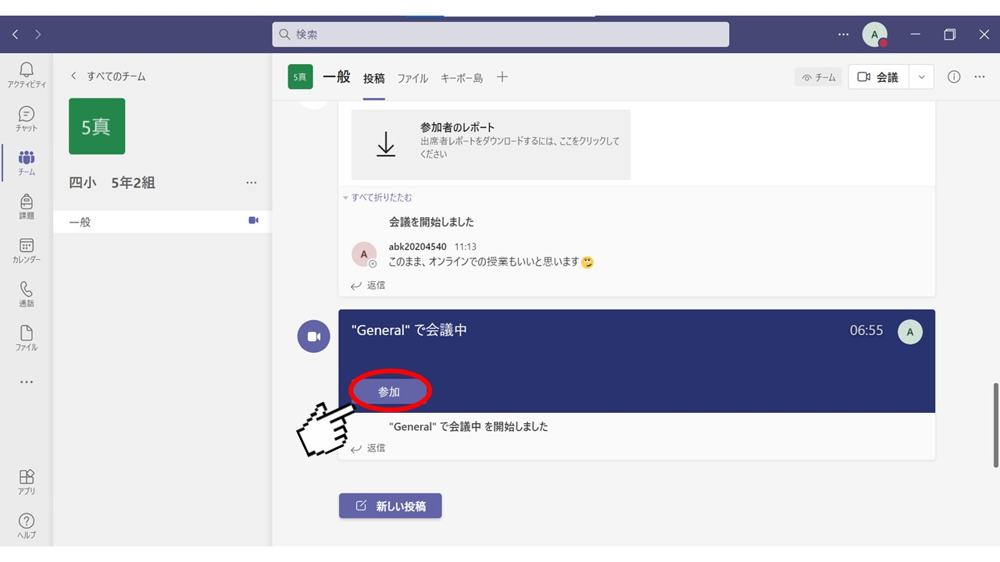 検索
A
アクティビティ
チャット
チーム
課題
カレンダー
通話
ファイル
アプリ
ヘルプ
すべてのチーム
5真
四小　5年2組
一般
5真
一般
投稿
ファイル
キーボー島
チーム
会議
参加者のレポート
出席者レポートをダウンロードするには、ここをクリックして
ください
すべて折りたたむ
会議を開始しました
A
abk20204540 11:13
このまま、オンラインでの授業もいいと思います
返信
"General" で会議中
06:55
A
参加
"General" で会議中 を開始しました
返信
新しい投稿